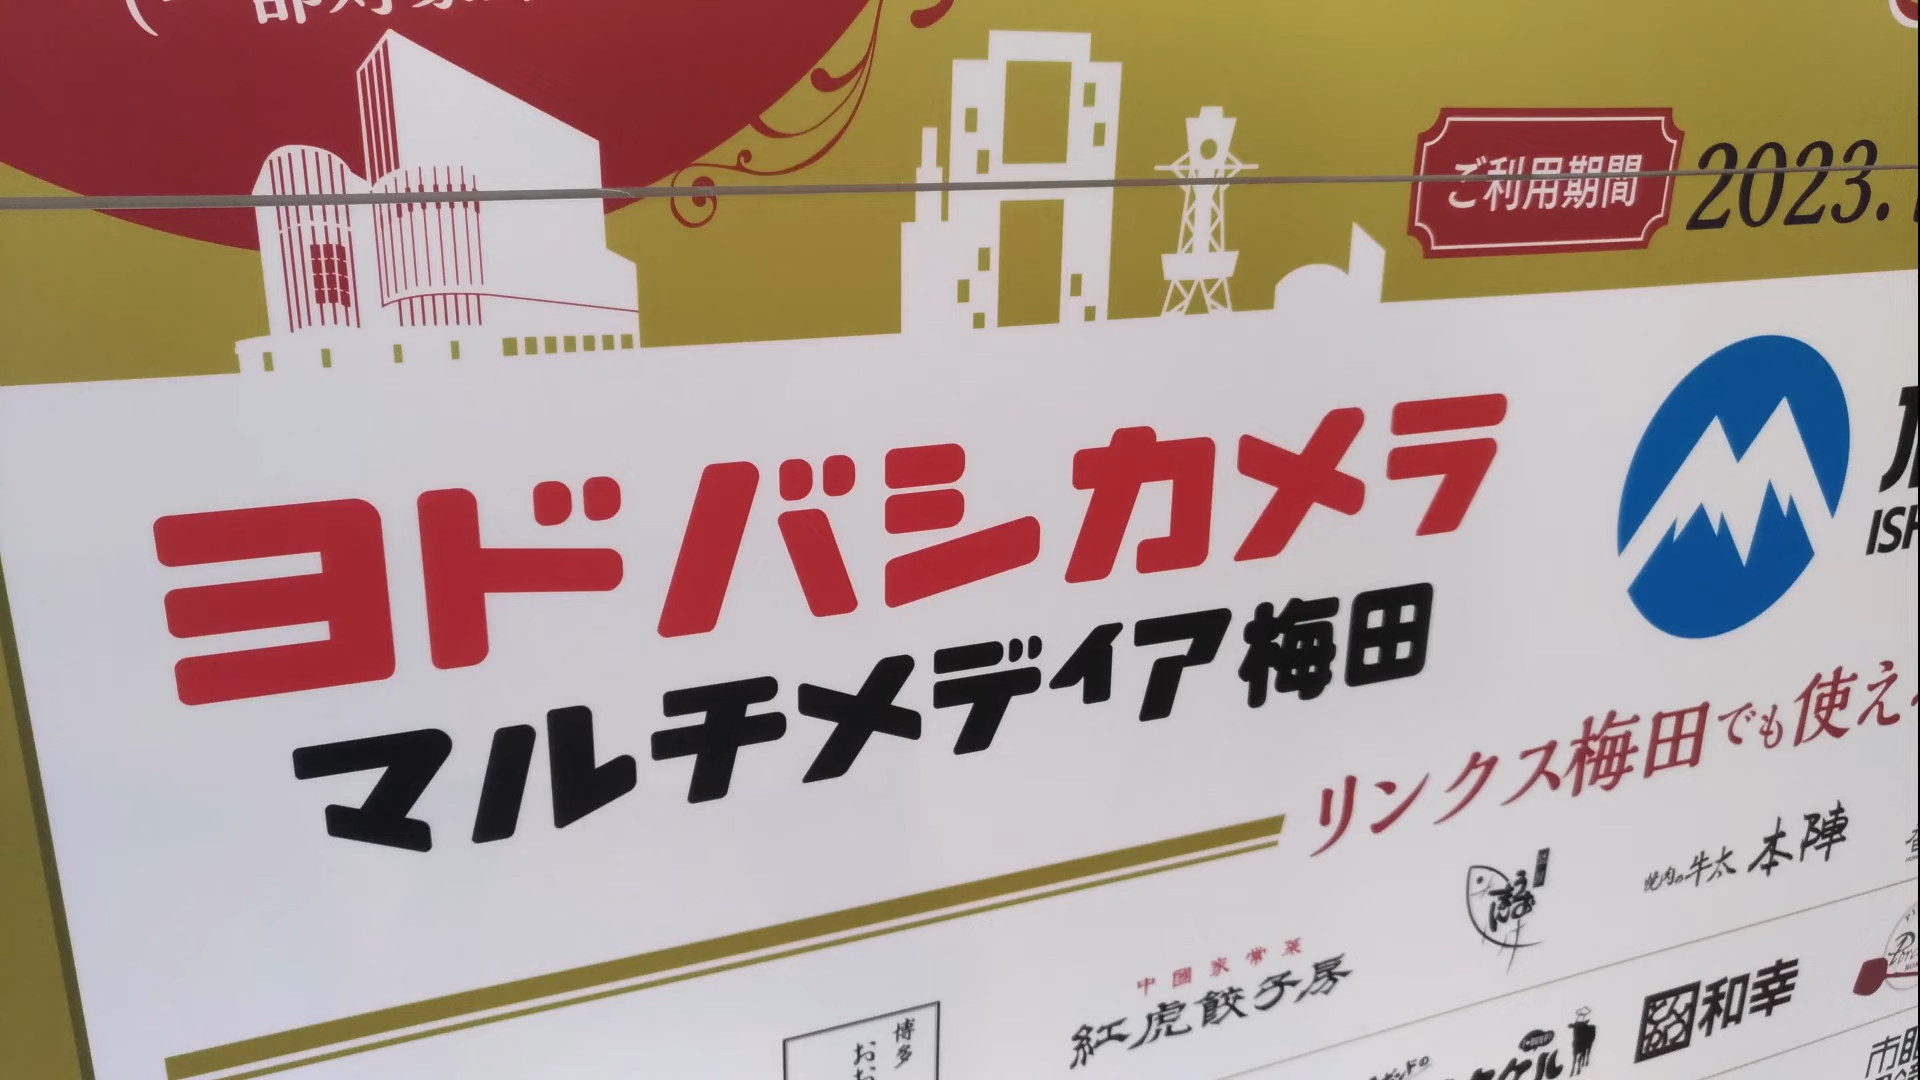 ご利用期間
2023.
ヨドバシカメラ
マルチメディア梅田
ISH
リンクス梅田でも使え
焼肉の牛太 本陣
中國家常菜
紅虎餃子房
和幸
博多